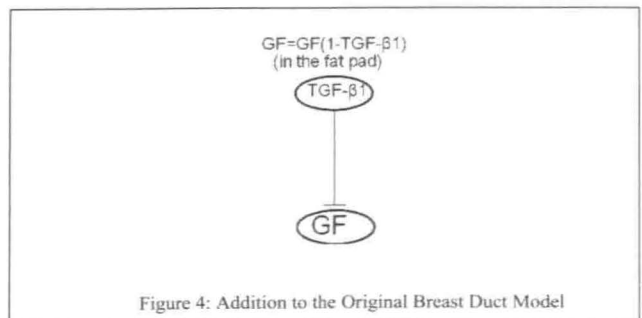 GF=GF(1-TGF-β1)
(in the fat pad)
TGF-β1
GF
Figure 4: Addition to the Original Breast Duct Model